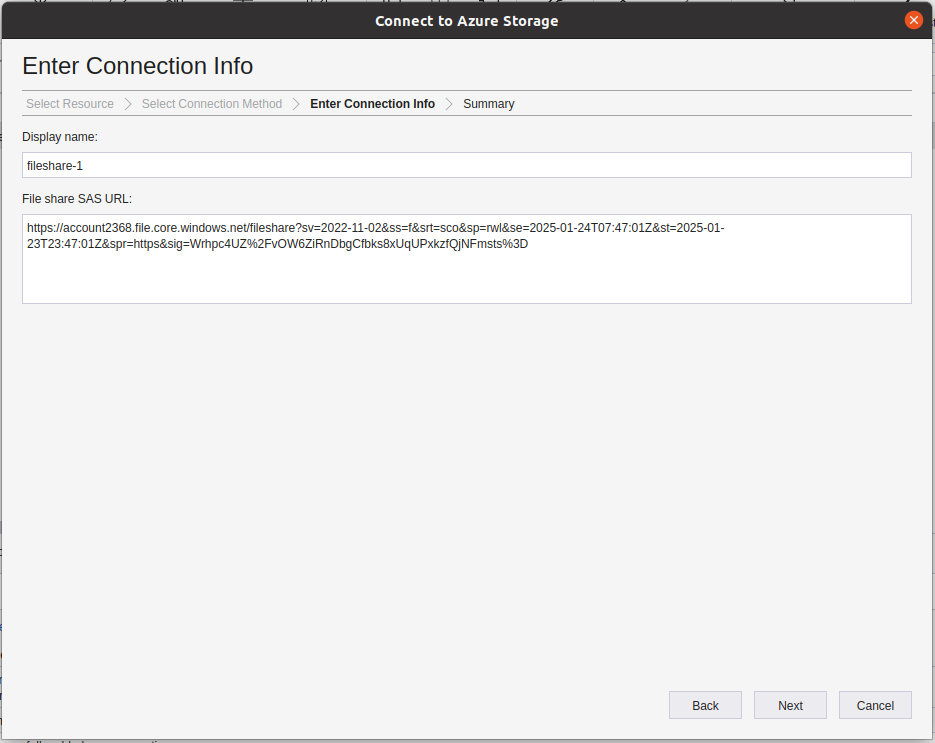 Connect to Azure Storage
Enter Connection Info
Select Resource
Select Connection Method
Enter Connection Info
Summary
Display name:
fileshare-1
File share SAS URL:
https://account2368.file.core.windows.net/fileshare?sv=2022-11-02&ss=f&srt=sco&sp=rwl&se=2025-01-24T07:47:01Z&st=2025-01-
23T23:47:01Z&spr=https&sig=Wrhpc4UZ%2FvOW6ZiRnDbgCfbks8xUqUPxkzfQjNFmsts%3D
Back
Next
Cancel